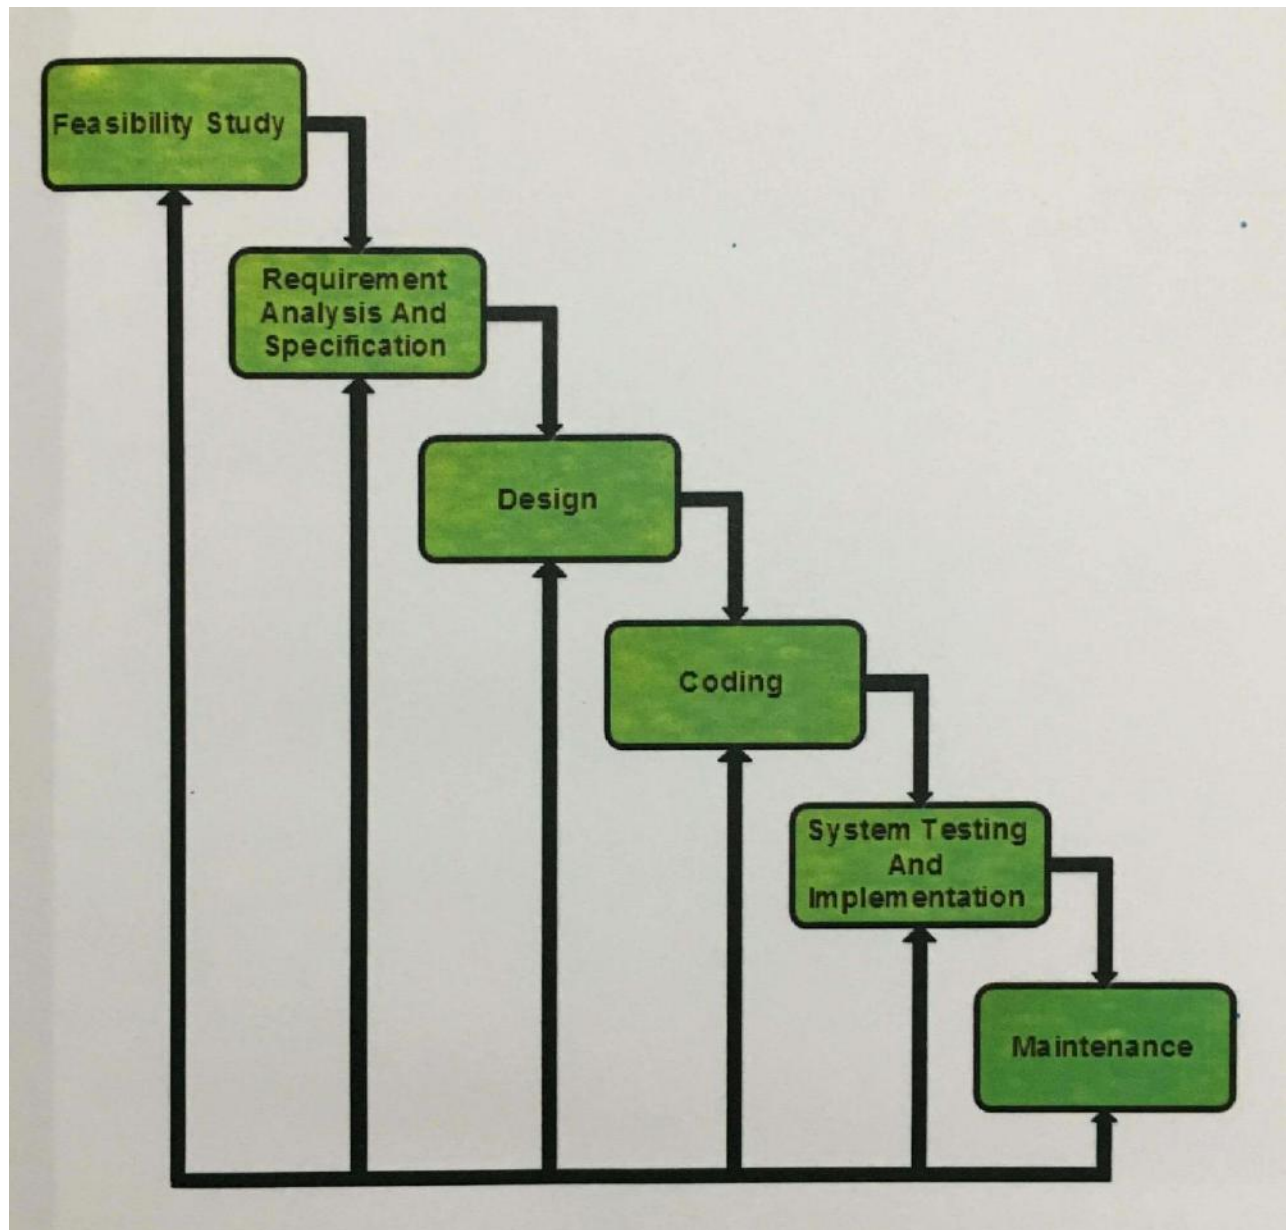 Feasibility Study
Requirement
Analysis And
Specification
Design
Coding
System Testing
And
Implementation
Maintenance